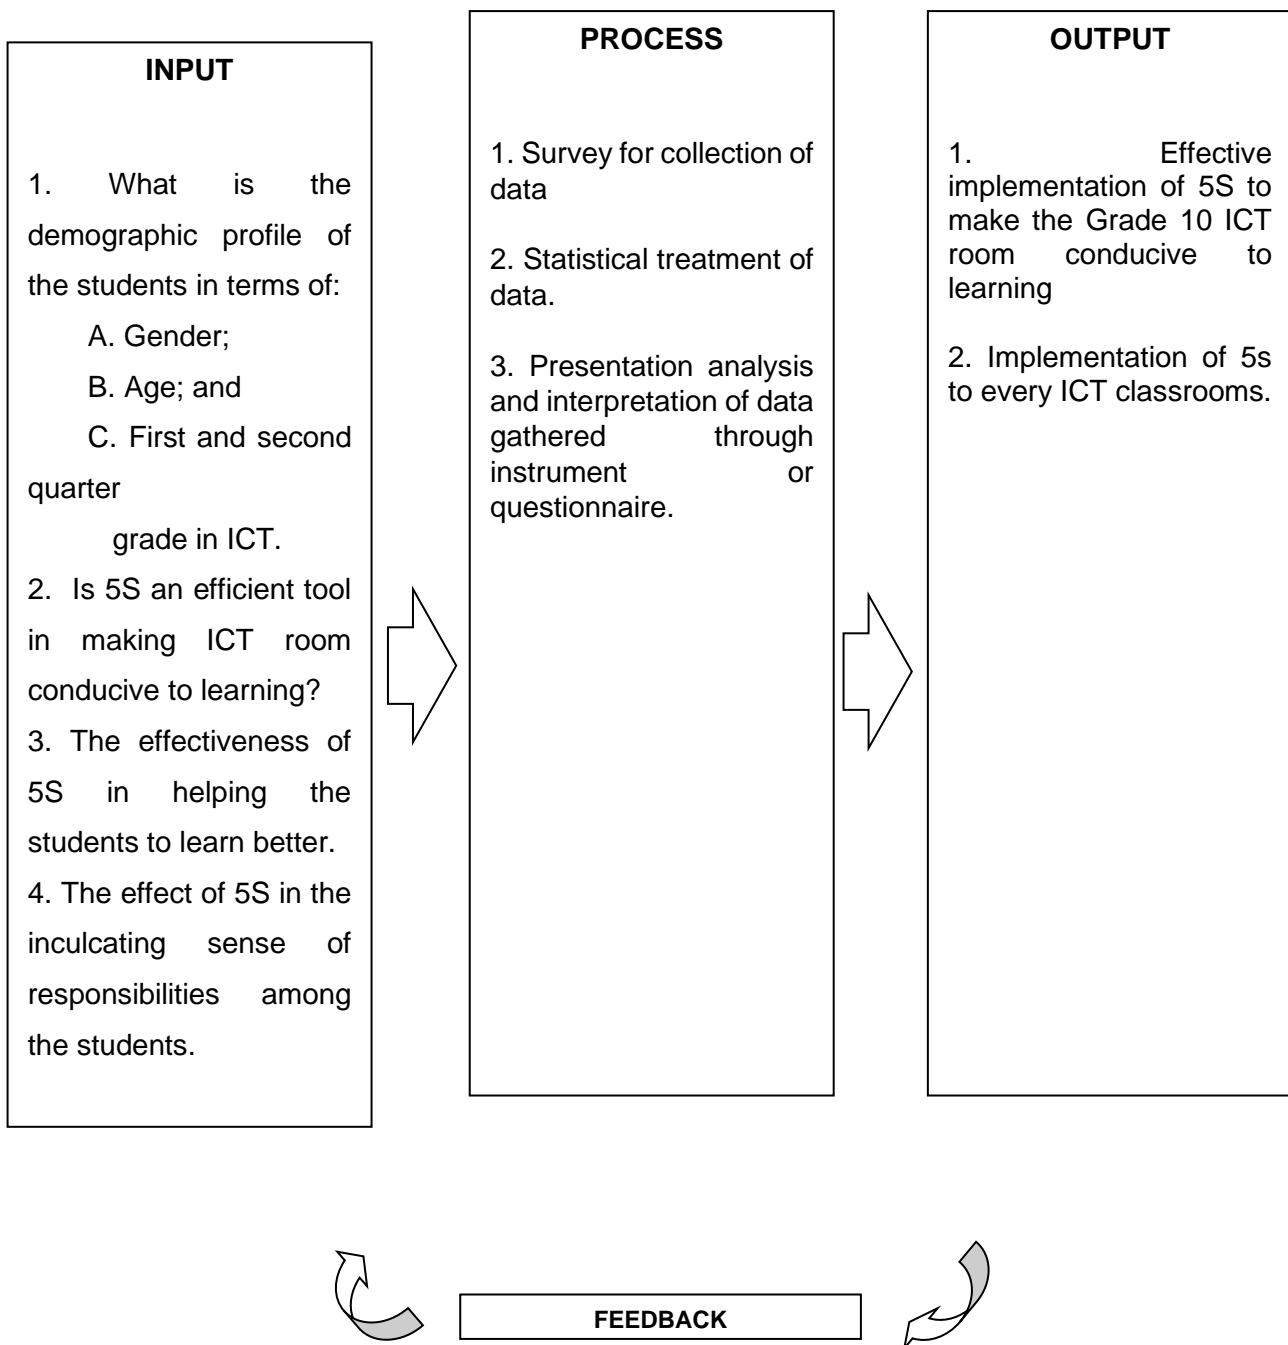 INPUT
1. What is the
demographic profile of
the students in terms of:
A. Gender;
B. Age; and
C. First and second
quarter
grade in ICT.
2. Is 5S an efficient tool
in making ICT room
conducive to learning?
3. The effectiveness of
5S in helping the
students to learn better.
4. The effect of 5S in the
inculcating sense of
responsibilities among
the students.
PROCESS
1. Survey for collection of
data
2. Statistical treatment of
data.
3. Presentation analysis
and interpretation of data
gathered through
instrument or
questionnaire.
OUTPUT
1. Effective
implementation of 5S to
make the Grade 10 ICT
room conducive to
learning
2. Implementation of 5s
to every ICT classrooms.
FEEDBACK